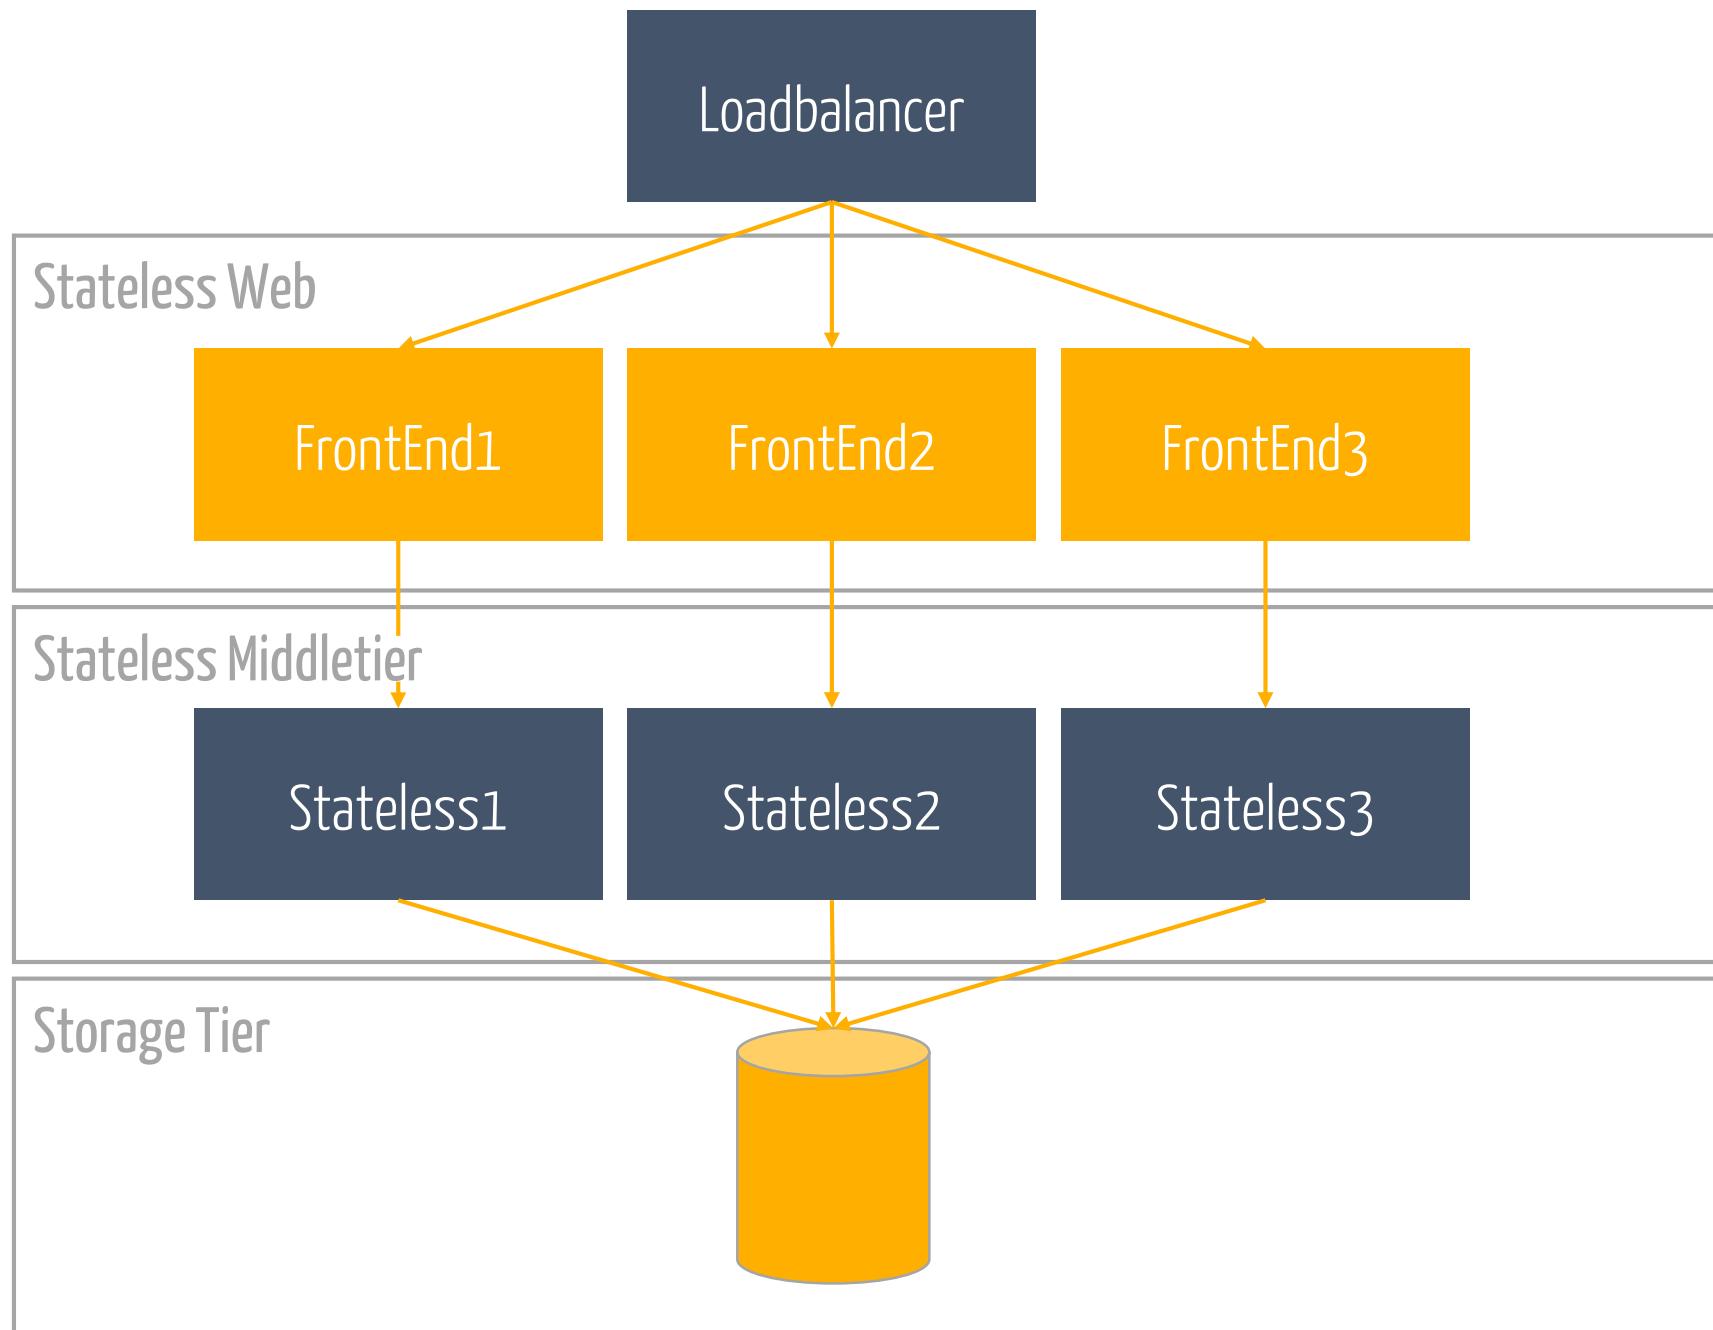 Loadbalancer
Stateless Web
FrontEnd1
FrontEnd2
FrontEnd3
Stateless Middletier
Stateless1
Stateless2
Stateless3
Storage Tier